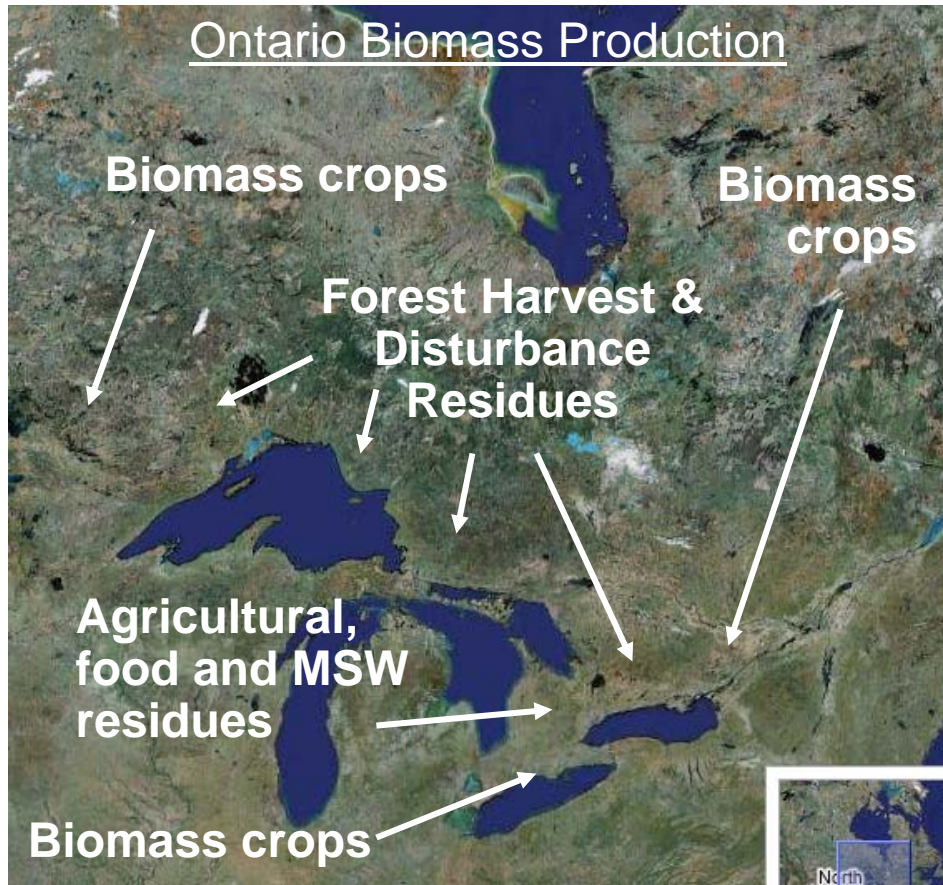 Ontario Biomass Production
Biomass crops
Biomass
crops
Forest Harvest &
Disturbance
Residues
Agricultural,
food and MSW
residues
Biomass crops
North